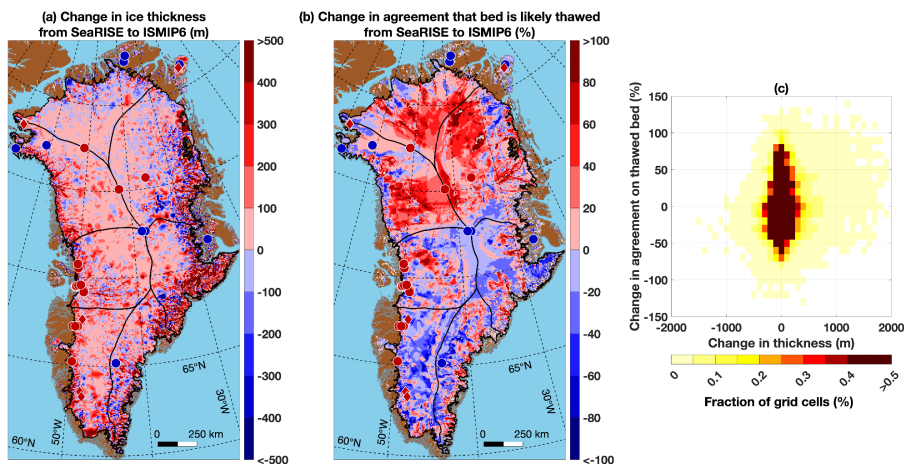 (a) Change in ice thickness
from SeaRISE to ISMIP6 (m)
>500
400
300
200
100
0
-100
-200
-300
-400
<-500
60°N
50°W
65°N
30°W
0 250 km
(b) Change in agreement that bed is likely thawed
from SeaRISE to ISMIP6 (%)
>100
80
60
40
20
0
-20
-40
-60
-80
<-100
60°N
50°W
65°N
30°W
0 250 km
(c)
Change in agreement on thawed bed (%)
150
100
50
0
-50
-100
-150
-2000 -1000 0 1000 2000
Change in thickness (m)
0 0.1 0.2 0.3 0.4 >0.5
Fraction of grid cells (%)